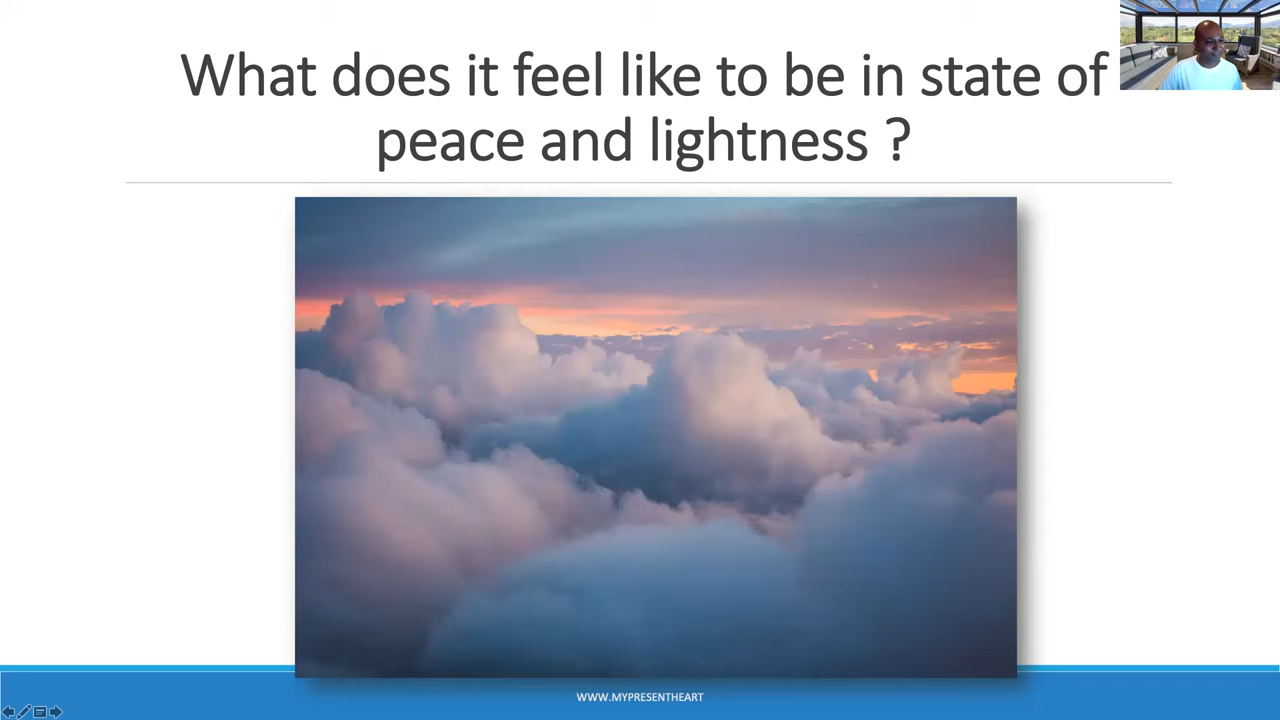 What does it feel like to be in state of
peace and lightness ?
WWW.MYPRESENTHEART